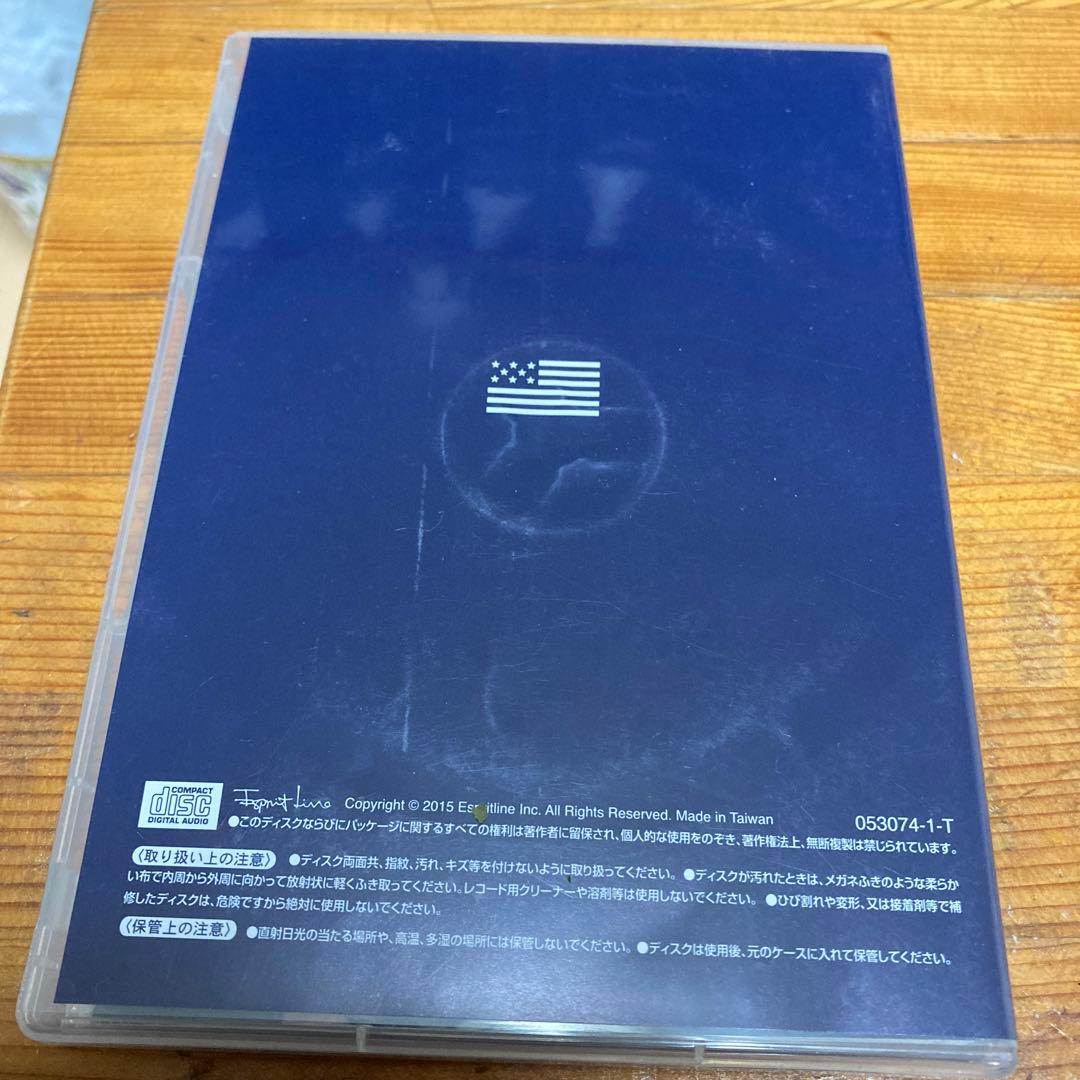 COMPACT
disc
DIGITAL AUDIO
Esprit Line Copyright © 2015 Espritline Inc. All Rights Reserved. Made in Taiwan 053074-1-T
●このディスクならびにパッケージに関するすべての権利は著作者に留保され、個人的な使用をのぞき、著作権法上、無断複製は禁じられています。
〈取り扱い上の注意〉 ●ディスク両面共、指紋、汚れ、キズ等を付けないように取り扱ってください。 ●ディスクが汚れたときは、メガネふきのような柔らか
い布で内周から外周に向かって放射状に軽くふき取ってください。レコード用クリーナーや溶剤等は使用しないでください。 ●ひび割れや変形、又は接着剤等で補
修したディスクは、危険ですから絶対に使用しないでください。
〈保管上の注意〉 ●直射日光の当たる場所や、高温、多湿の場所には保管しないでください。 ●ディスクは使用後、元のケースに入れて保管してください。